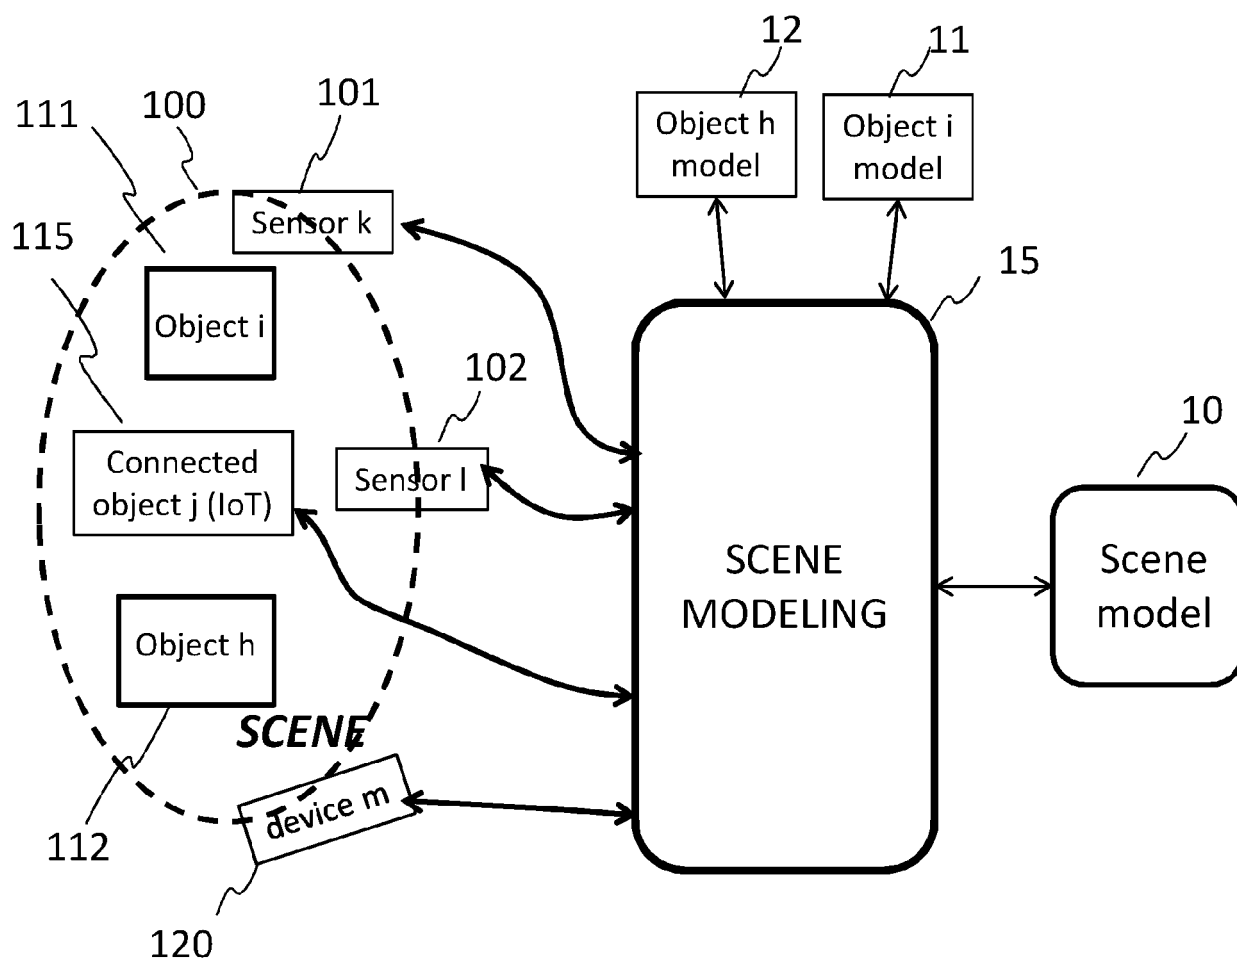 12
11
101
100
111
Object h
model
Object i
model
Sensor k
115
15
Object i
102
10
Connected
object j (IoT)
Sensor l
SCENE
MODELING
Scene
model
Object h
SCENE
device m
112
120